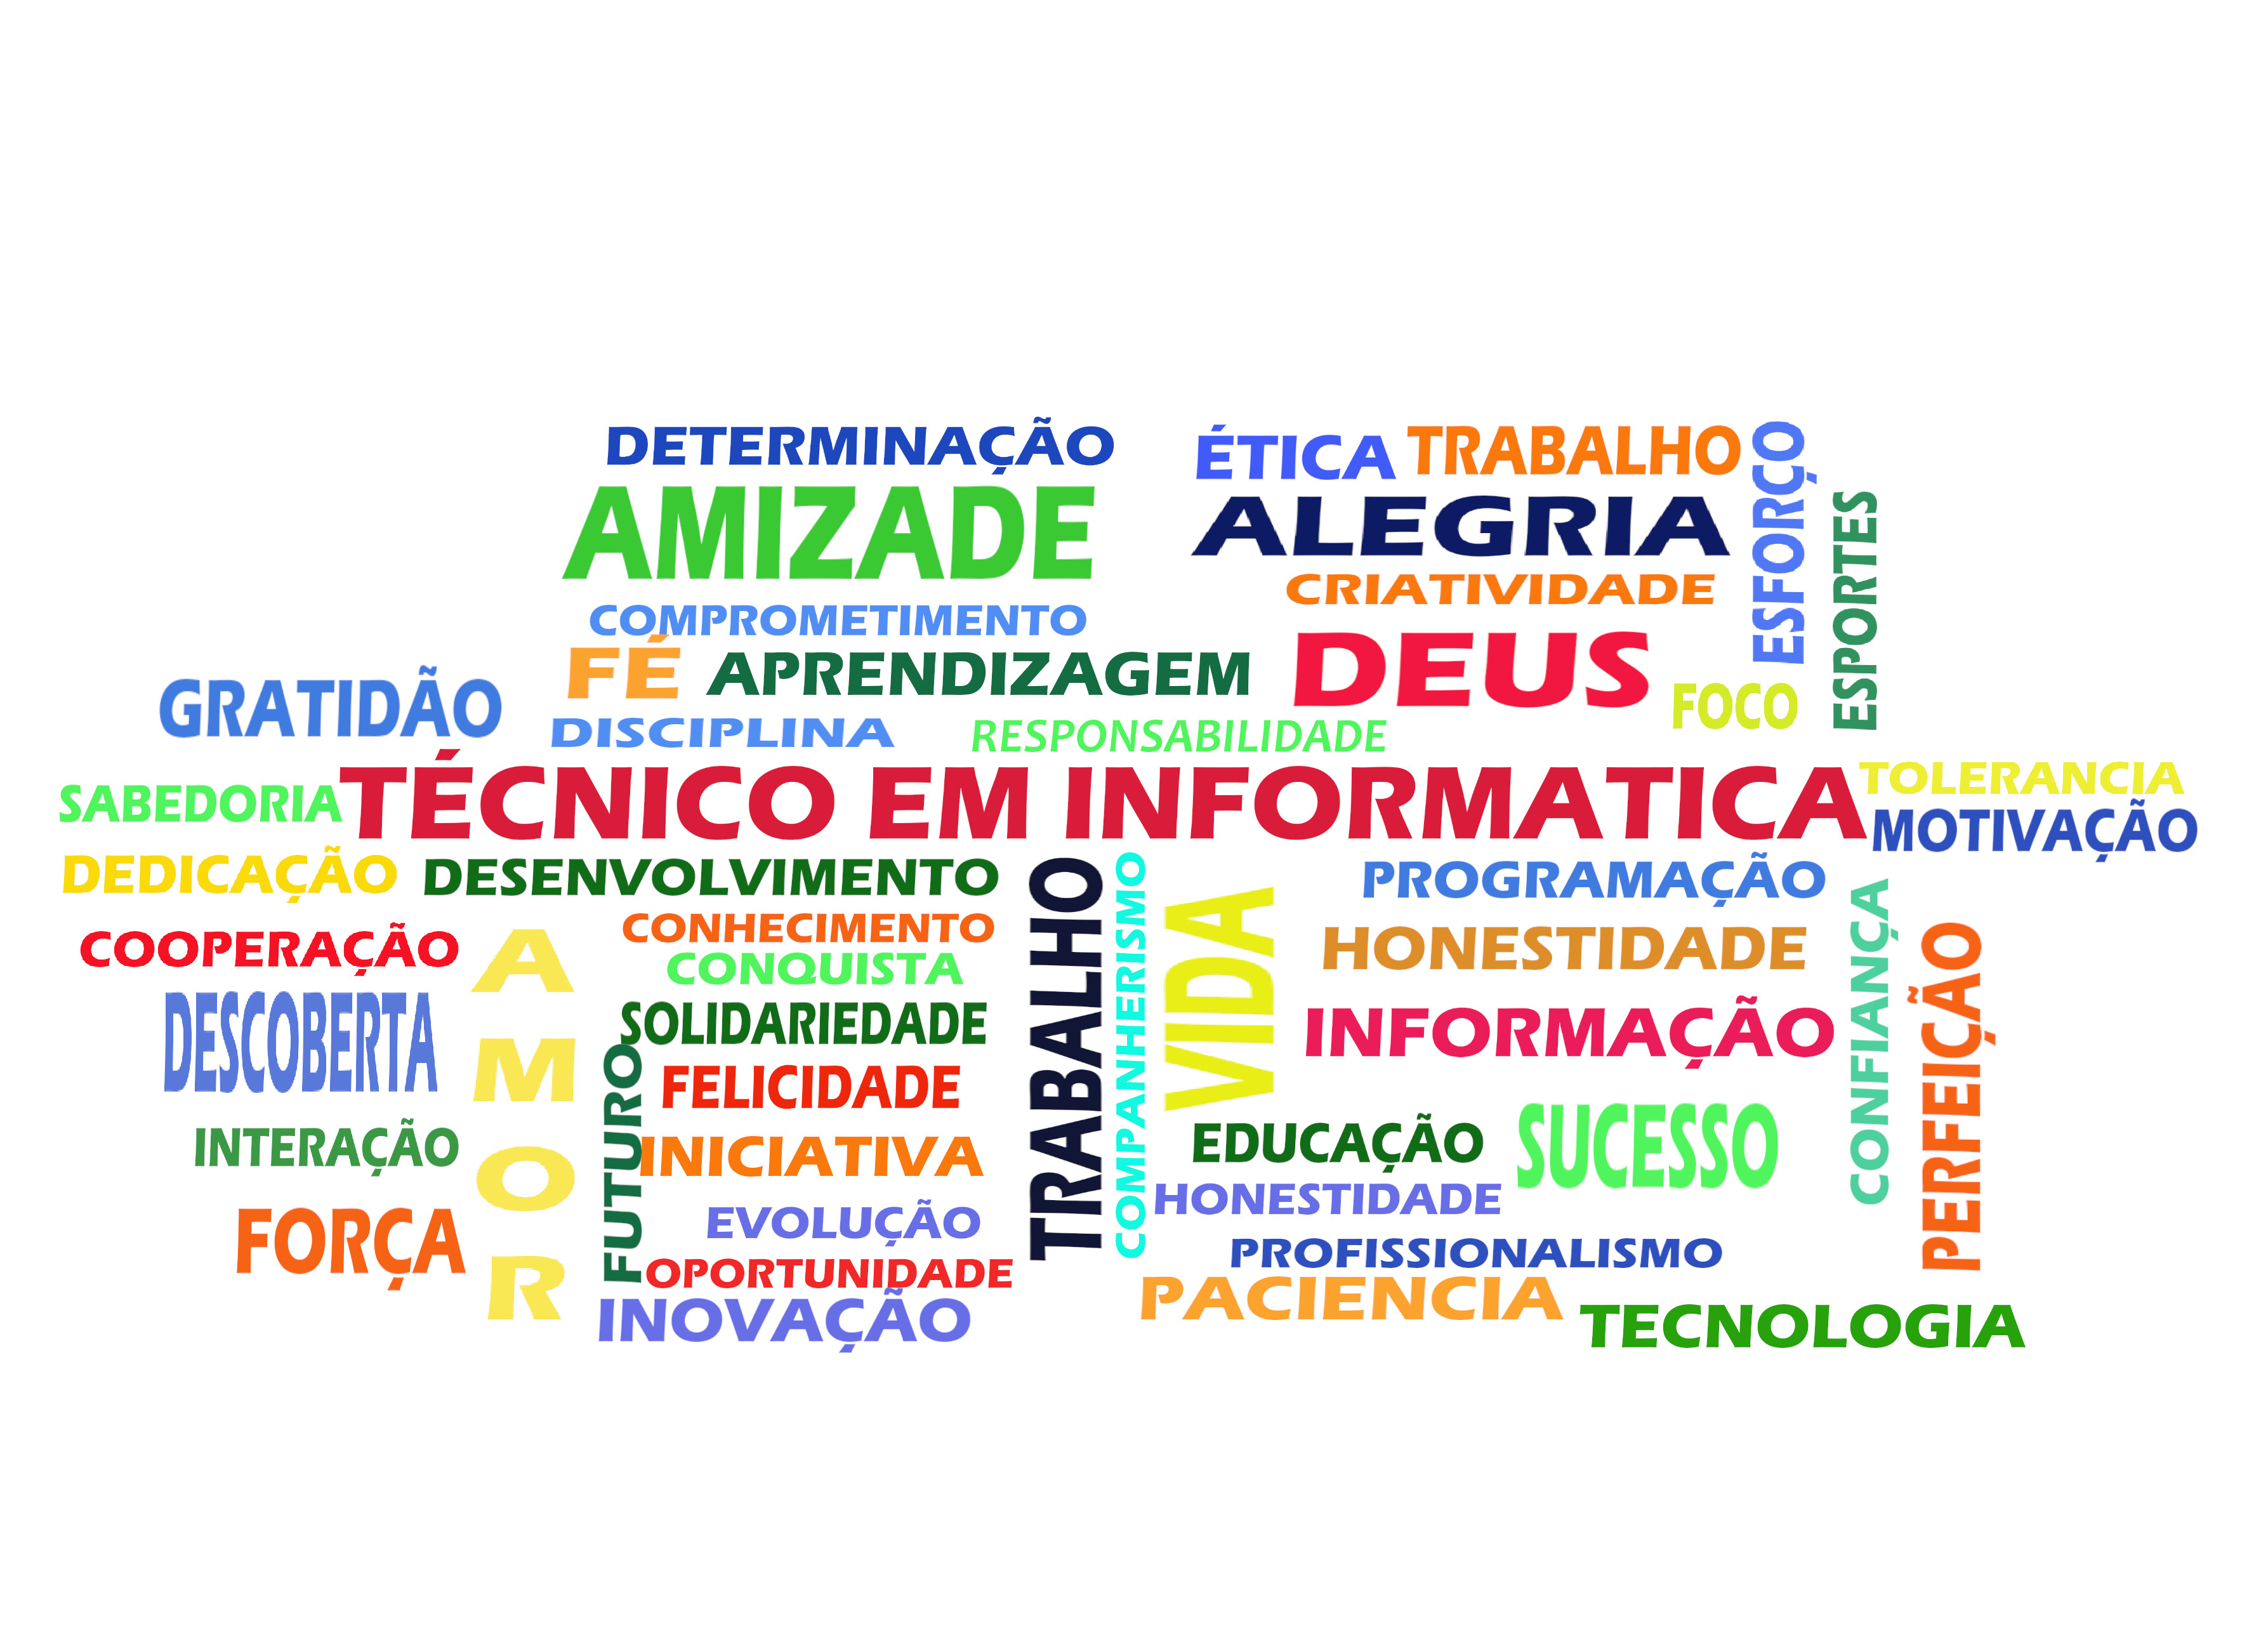 DETERMINAÇÃO
ÉTICA TRABALHO
ESFORÇO
ESPORTES
AMIZADE
ALEGRIA
CRIATIVIDADE
COMPROMETIMENTO
FÉ APRENDIZAGEM
DEUS
GRATIDÃO
FOCO
DISCIPLINA
RESPONSABILIDADE
SABEDORIA
TÉCNICO EM INFORMATICA
TOLERANCIA
MOTIVAÇÃO
DEDICAÇÃO
DESENVOLVIMENTO
TRABALHO
COMPANHERISMO
VIDA
PROGRAMAÇÃO
CONFIANÇA
PERFEIÇÃO
COOPERAÇÃO
AMOR
CONHECIMENTO
HONESTIDADE
CONQUISTA
DESCOBERTA
SOLIDARIEDADE
INFORMAÇÃO
FUTURO
FELICIDADE
INTERAÇÃO
INICIATIVA
EDUCAÇÃO
SUCESSO
HONESTIDADE
FORÇA
EVOLUÇÃO
PROFISSIONALISMO
OPORTUNIDADE
PACIENCIA
INOVAÇÃO
TECNOLOGIA